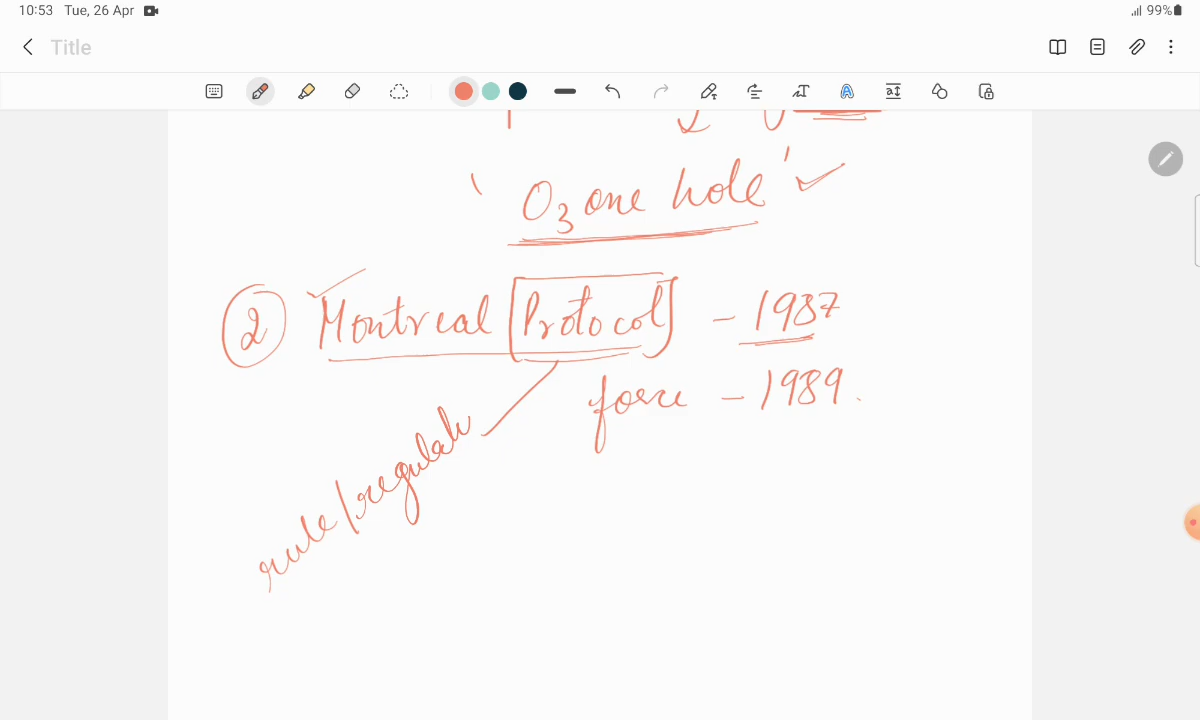 10:53 Tue, 26 Apr 99%
Title
' O3one hole '
② Montreal [Protocol] - 1987
force - 1989.
rule/regulate